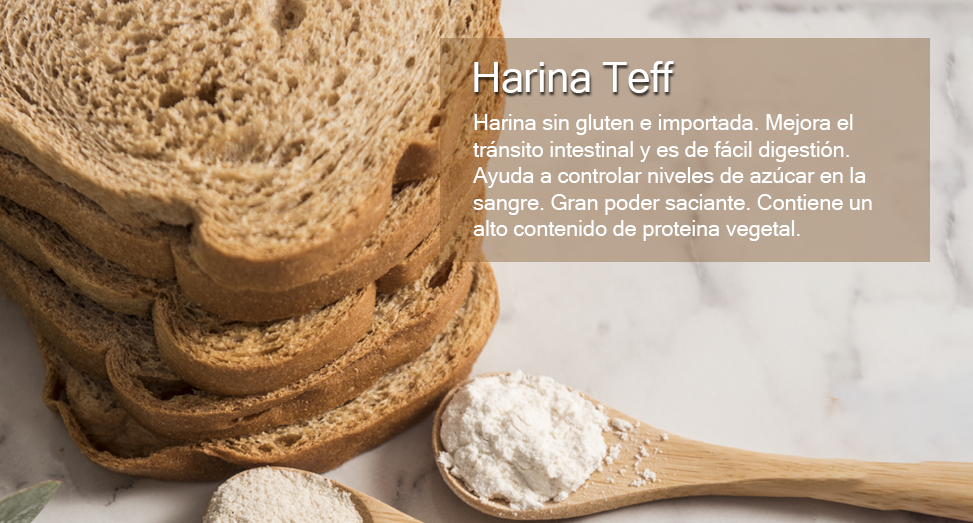 Harina Teff
Harina sin gluten e importada. Mejora el
tránsito intestinal y es de fácil digestión.
Ayuda a controlar niveles de azúcar en la
sangre. Gran poder saciante. Contiene un
alto contenido de proteina vegetal.